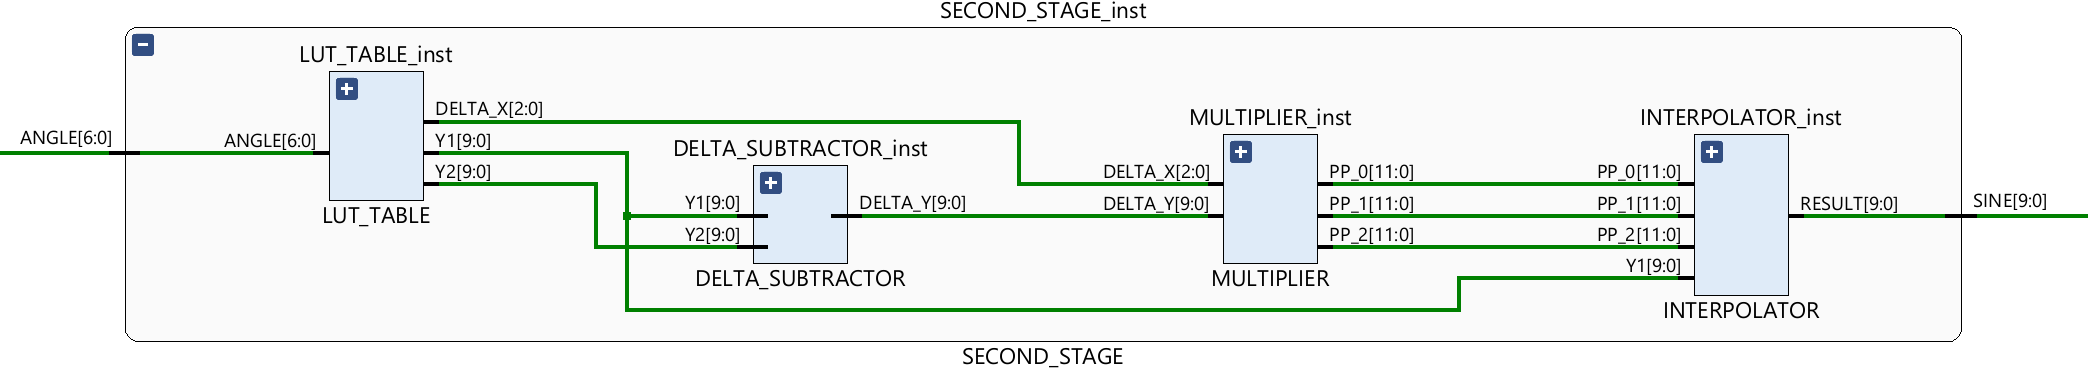 SECOND_STAGE_inst
LUT_TABLE_inst
DELTA_X[2:0]
ANGLE[6:0]
ANGLE[6:0]
Y1[9:0]
Y2[9:0]
LUT_TABLE
DELTA_SUBTRACTOR_inst
Y1[9:0]
DELTA_Y[9:0]
Y2[9:0]
DELTA_SUBTRACTOR
MULTIPLIER_inst
DELTA_X[2:0]
PP_0[11:0]
DELTA_Y[9:0]
PP_1[11:0]
PP_2[11:0]
MULTIPLIER
INTERPOLATOR_inst
PP_0[11:0]
PP_1[11:0]
RESULT[9:0]
SINE[9:0]
PP_2[11:0]
Y1[9:0]
INTERPOLATOR
SECOND_STAGE